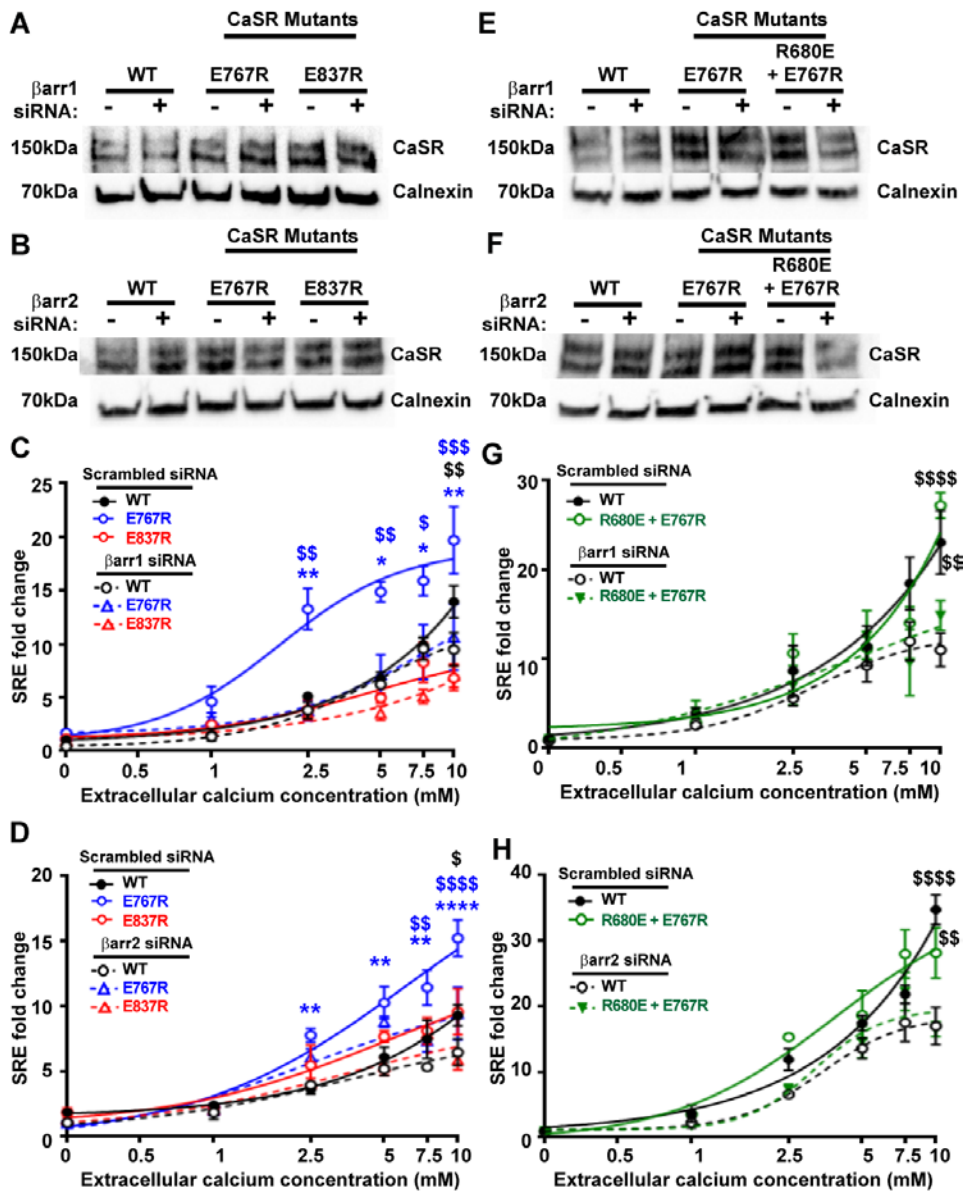 A
CaSR Mutants
WT E767R E837R
βarr1
siRNA: - + - + - +
150kDa CaSR
70kDa Calnexin
B
CaSR Mutants
WT E767R E837R
βarr2
siRNA: - + - + - +
150kDa CaSR
70kDa Calnexin
E
CaSR Mutants
R680E
WT E767R + E767R
βarr1
siRNA: - + - + - +
150kDa CaSR
70kDa Calnexin
F
CaSR Mutants
R680E
WT E767R + E767R
βarr2
siRNA: - + - + - +
150kDa CaSR
70kDa Calnexin
C
SRE fold change
25
20
15
10
5
0
Scrambled siRNA
WT
E767R
E837R
βarr1 siRNA
WT
E767R
E837R
$$
**
$$
*
$
*
$$$
$$
**
0 1 2.5 5 7.5 10
Extracellular calcium concentration (mM)
D
SRE fold change
20
15
10
5
0
Scrambled siRNA
WT
E767R
E837R
βarr2 siRNA
WT
E767R
E837R
**
**
$$
**
$
$$$$
****
0 0.5 1 2.5 5 7.5 10
Extracellular calcium concentration (mM)
G
SRE fold change
30
20
10
0
Scrambled siRNA
WT
R680E + E767R
βarr1 siRNA
WT
R680E + E767R
$$$$
$$
0 0.5 1 2.5 5 7.5 10
Extracellular calcium concentration (mM)
H
SRE fold change
40
30
20
10
0
Scrambled siRNA
WT
R680E + E767R
βarr2 siRNA
WT
R680E + E767R
$$$$
$$
0 0.5 1 2.5 5 7.5 10
Extracellular calcium concentration (mM)